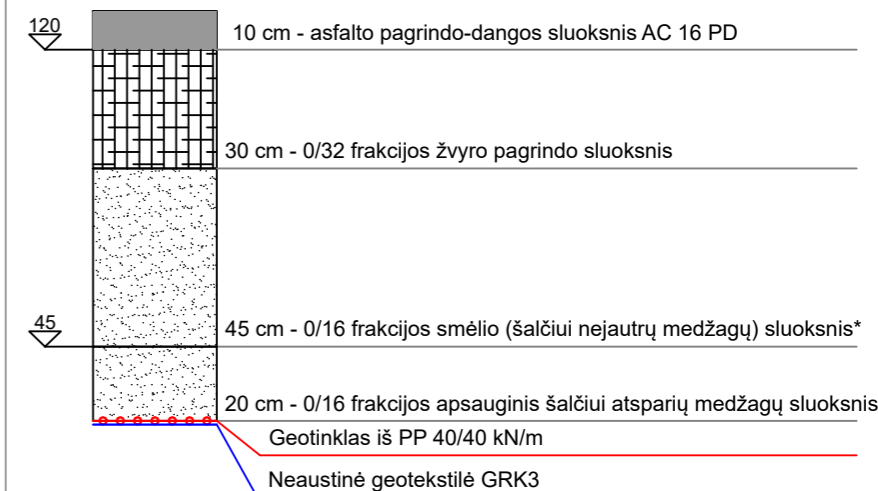 120
10 cm - asfalto pagrindo-dangos sluoksnis AC 16 PD
30 cm - 0/32 frakcijos žvyro pagrindo sluoksnis
45
45 cm - 0/16 frakcijos smėlio (šalčiui nejautrų medžagų) sluoksnis*
20 cm - 0/16 frakcijos apsauginis šalčiui atsparių medžagų sluoksnis
Geotinklas iš PP 40/40 kN/m
Neaustinė geotekstilė GRK3